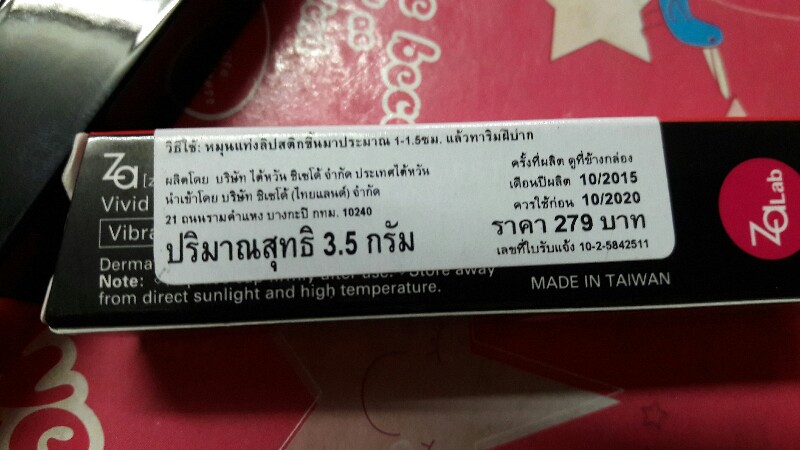 วิธีใช้: หมุนแท่งลิปสติกขึ้นมาประมาณ 1-1.5ซม. แล้วทาริมฝีปาก
ผลิตโดย บริษัท ไต้หวัน ชิเซโด้ จำกัด ประเทศไต้หวัน
นำเข้าโดย บริษัท ชิเซโด้ (ไทยแลนด์) จำกัด
21 ถนนรามคำแหง บางกะปิ กทม. 10240
ปริมาณสุทธิ 3.5 กรัม
ครั้งที่ผลิต ดูที่ข้างกล่อง
เดือนปีผลิต 10/2015
ควรใช้ก่อน 10/2020
ราคา 279 บาท
เลขที่ใบรับแจ้ง 10-2-5842511
Za
Vivid
Vibra
Derma
Note: after use. Store away
from direct sunlight and high temperature.
MADE IN TAIWAN
Za Lab